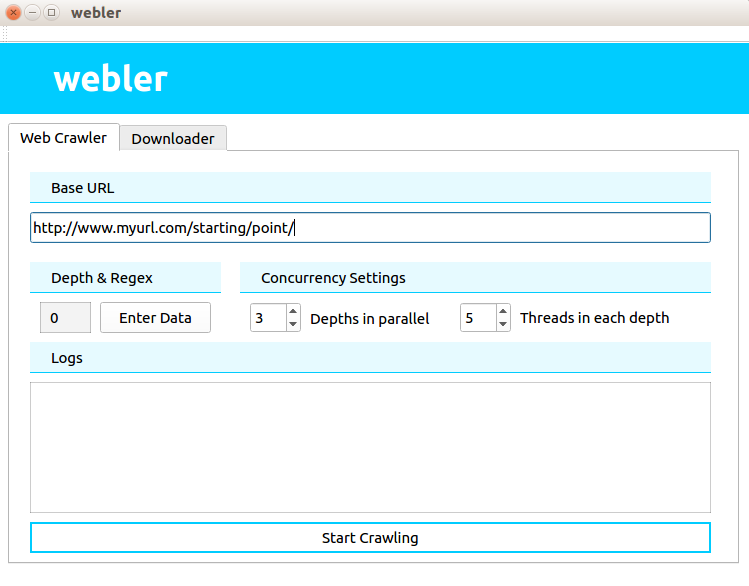 webler
webler
Web Crawler Downloader
Base URL
http://www.myurl.com/starting/point/
Depth & Regex Concurrency Settings
0 Enter Data 3 Depths in parallel 5 Threads in each depth
Logs
Start Crawling